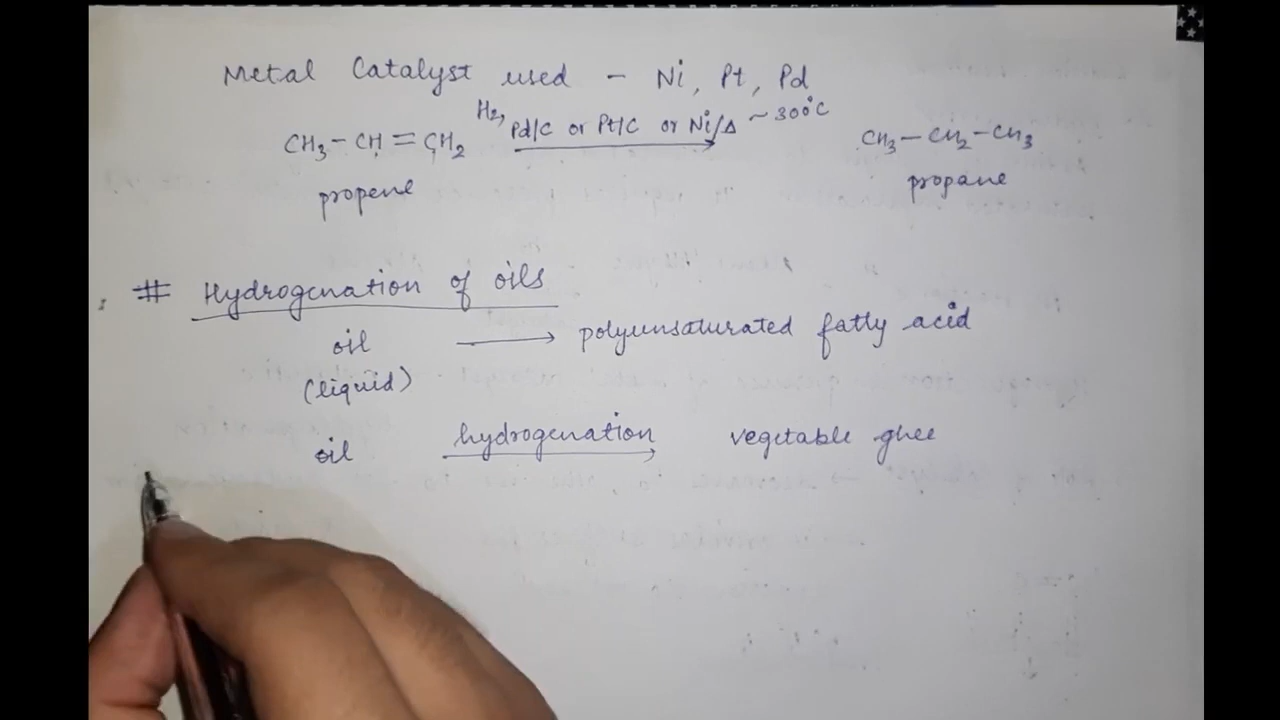 Metal Catalyst used - Ni, Pt, Pd
CH3-CH=CH2 H2, Pd/C or Pt/C or Ni/Δ ~300°C CH3-CH2-CH3
propene propane
# Hydrogenation of oils
oil → polyunsaturated fatty acid
(liquid)
oil hydrogenation → vegetable ghee